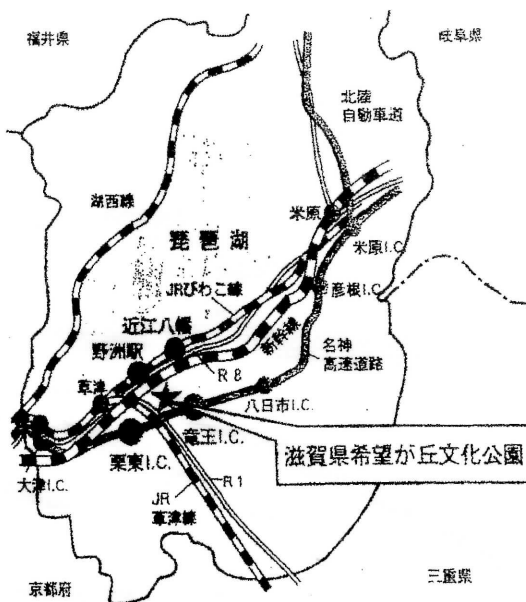 福井県
岐阜県
北陸
自動車道
湖西線
米原
琵琶湖
米原I.C.
JRびわこ線
彦根I.C.
近江八幡
新幹線
野洲駅
名神
高速道路
R8
草津
八日市I.C.
竜王I.C.
滋賀県希望が丘文化公園
栗東I.C.
大津I.C.
R1
JR
草津線
京都府
三重県